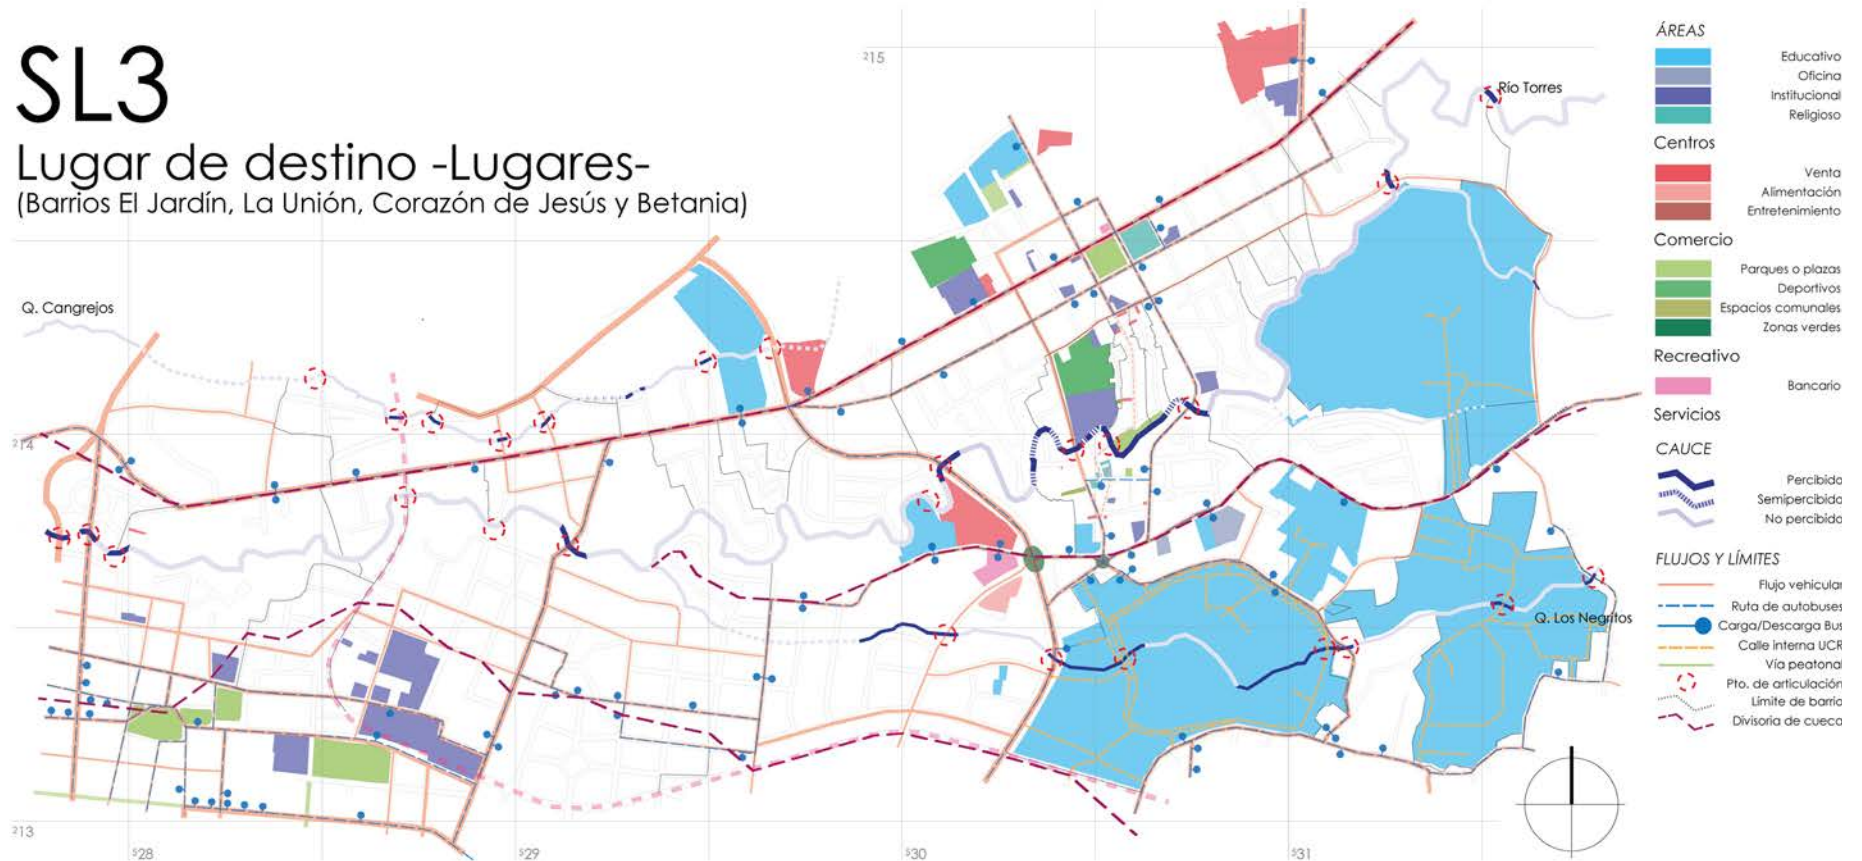 SL3
Lugar de destino -Lugares-
(Barrios El Jardín, La Unión, Corazón de Jesús y Betania)
215
Río Torres
Q. Cangrejos
214
Q. Los Negritos
213
528
529
530
531
ÁREAS
Educativo
Oficina
Institucional
Religioso
Centros
Venta
Alimentación
Entretenimiento
Comercio
Parques o plazas
Deportivos
Espacios comunales
Zonas verdes
Recreativo
Bancario
Servicios
CAUCE
Percibido
Semipercibido
No percibido
FLUJOS Y LÍMITES
Flujo vehicular
Ruta de autobuses
Carga/Descarga Bus
Calle interna UCR
Vía peatonal
Pto. de articulación
Límite de barrio
Divisoria de cueca